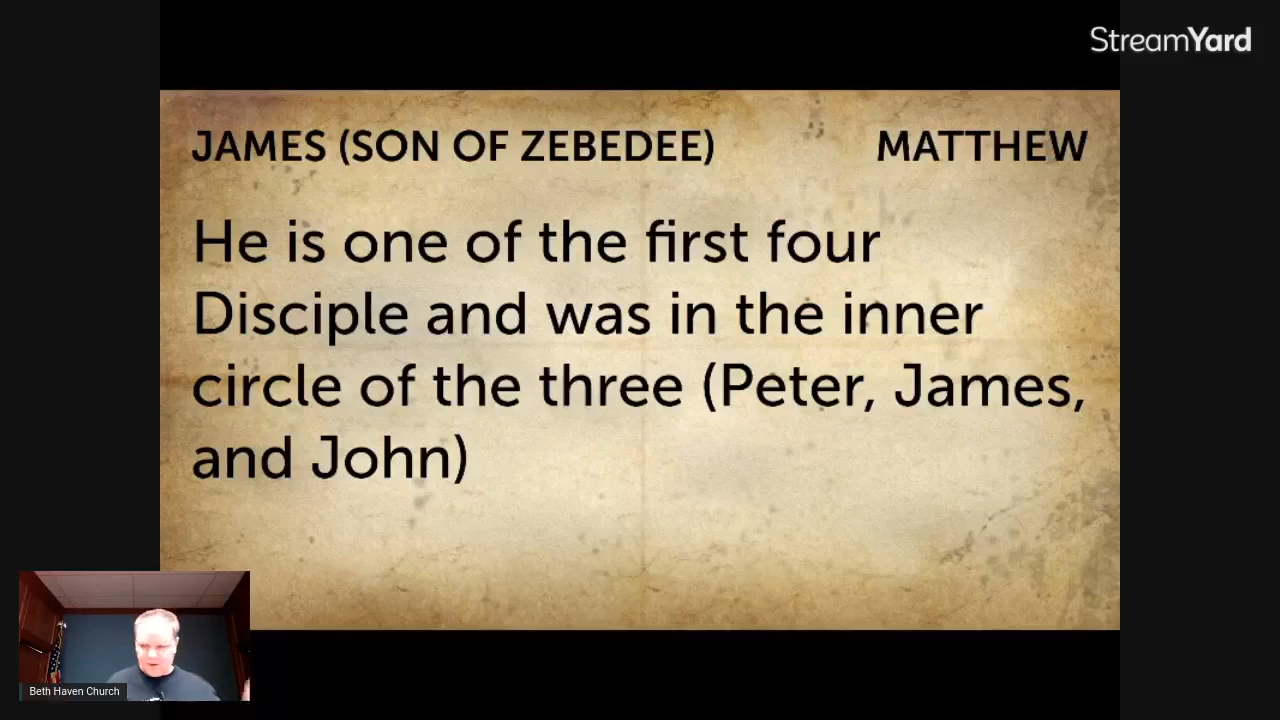 StreamYard
JAMES (SON OF ZEBEDEE) MATTHEW
He is one of the first four
Disciple and was in the inner
circle of the three (Peter, James,
and John)
Beth Haven Church